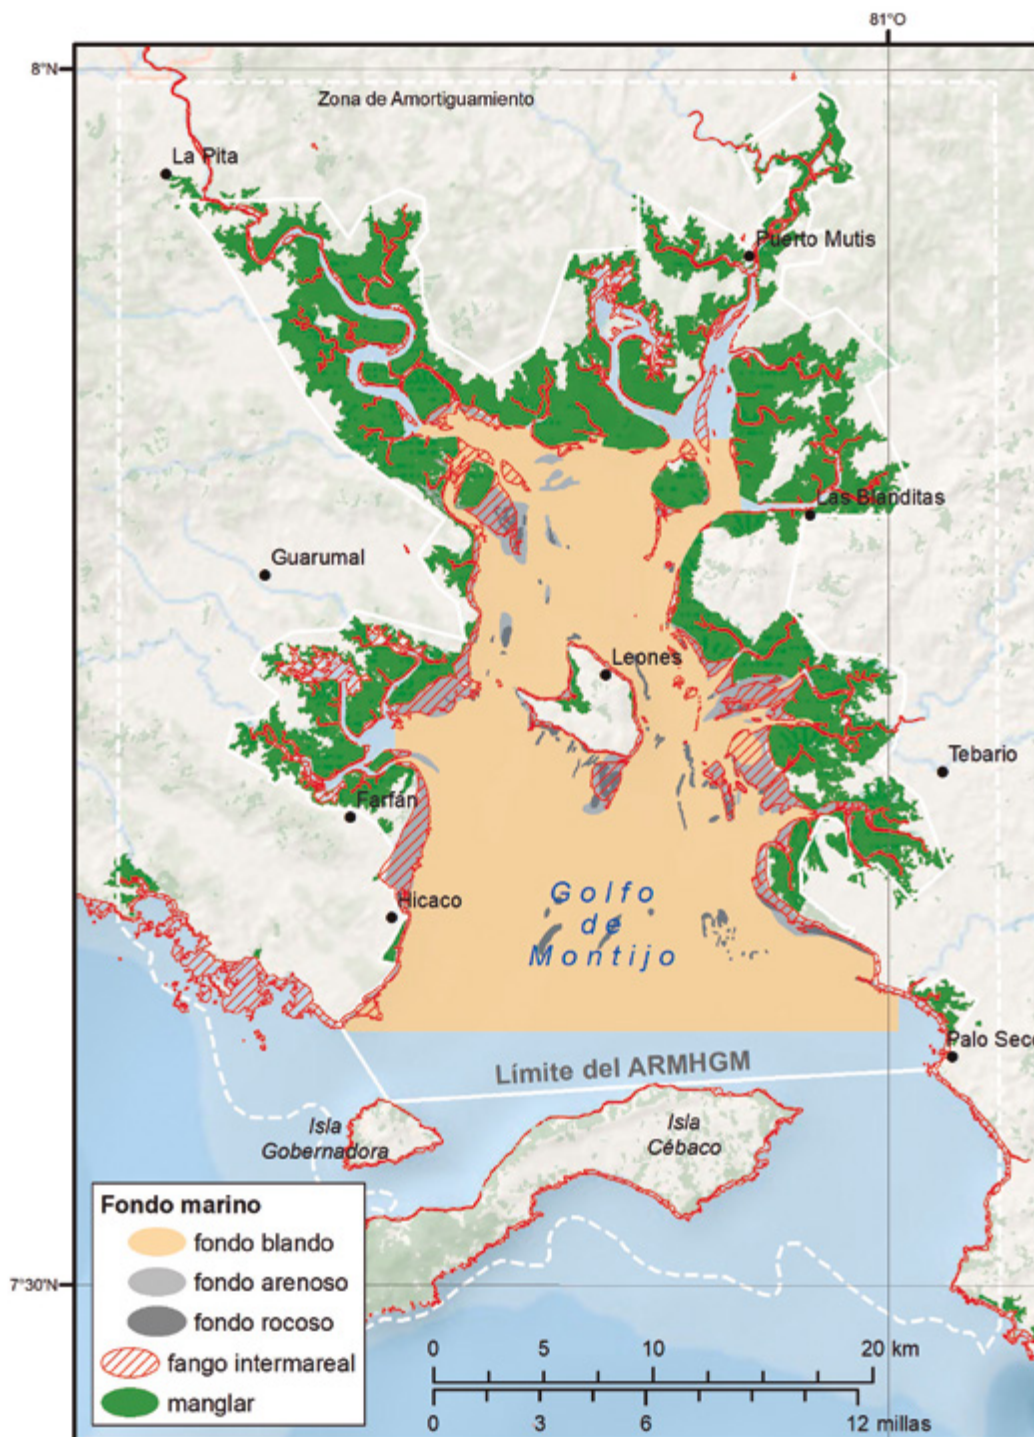 81°O
8°N
Zona de Amortiguamiento
La Pita
Puerto Mutis
Las Blanditas
Guarumal
Leones
Tebario
Farfán
Hicaco
Golfo
de
Montijo
Palo Seco
Límite del ARMHGM
Isla
Gobernadora
Isla
Cébaco
Fondo marino
fondo blando
fondo arenoso
fondo rocoso
fango intermareal
manglar
7°30'N
0 5 10 20 km
0 3 6 12 millas